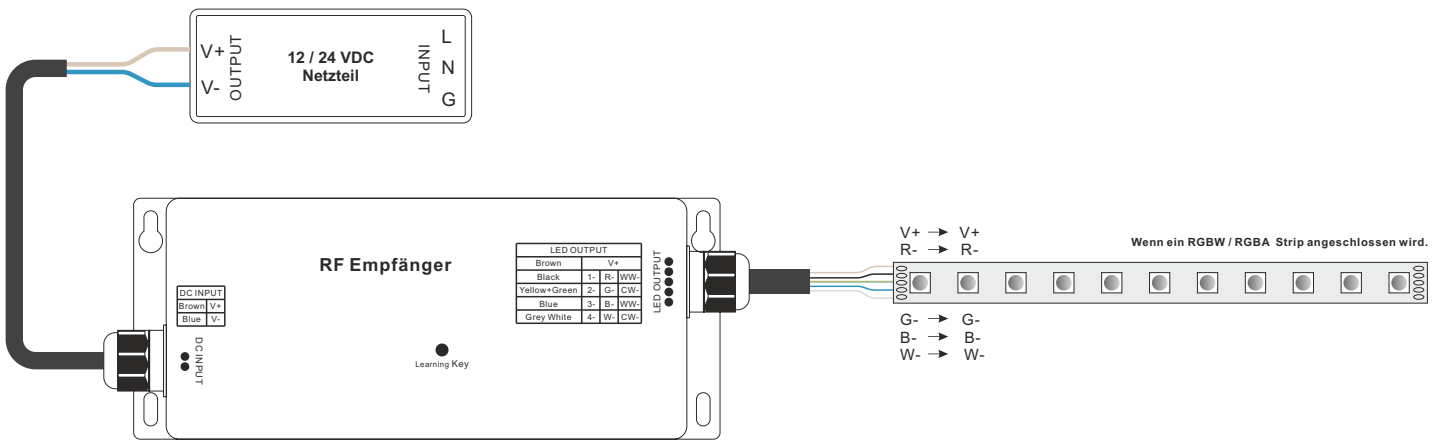 V+
V-
OUTPUT
12 / 24 VDC
Netzteil
INPUT
L
N
G
RF Empfänger
DC INPUT
Brown V+
Blue V-
DC INPUT
Learning Key
LED OUTPUT
Brown V+
Black 1- R- WW-
Yellow+Green 2- G- CW-
Blue 3- B- WW-
Grey White 4- W- CW-
LED OUTPUT
V+ → V+
R- → R-
Wenn ein RGBW / RGBA Strip angeschlossen wird.
G- → G-
B- → B-
W- → W-